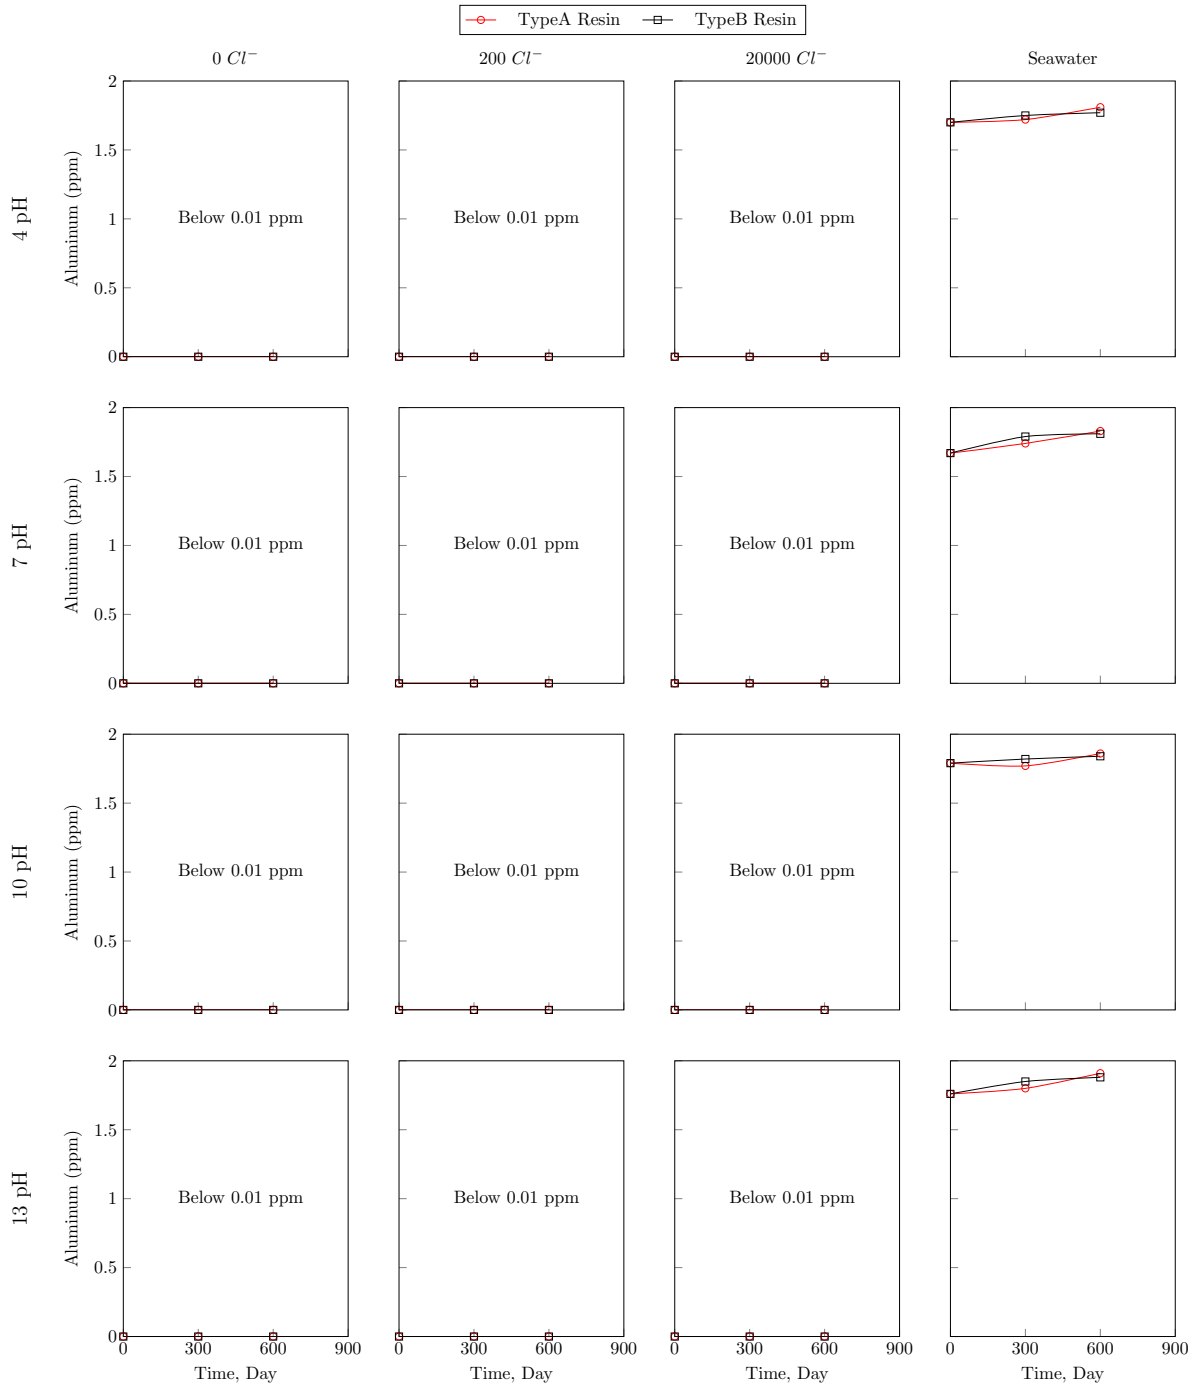 TypeA Resin TypeB Resin
0 Cl⁻ 200 Cl⁻ 20000 Cl⁻ Seawater
4 pH
Aluminum (ppm)
2
1.5
1
0.5
0
Below 0.01 ppm Below 0.01 ppm Below 0.01 ppm
7 pH
Aluminum (ppm)
2
1.5
1
0.5
0
Below 0.01 ppm Below 0.01 ppm Below 0.01 ppm
10 pH
Aluminum (ppm)
2
1.5
1
0.5
0
Below 0.01 ppm Below 0.01 ppm Below 0.01 ppm
13 pH
Aluminum (ppm)
2
1.5
1
0.5
0
Below 0.01 ppm Below 0.01 ppm Below 0.01 ppm
0 300 600 900 0 300 600 900 0 300 600 900 0 300 600 900
Time, Day Time, Day Time, Day Time, Day